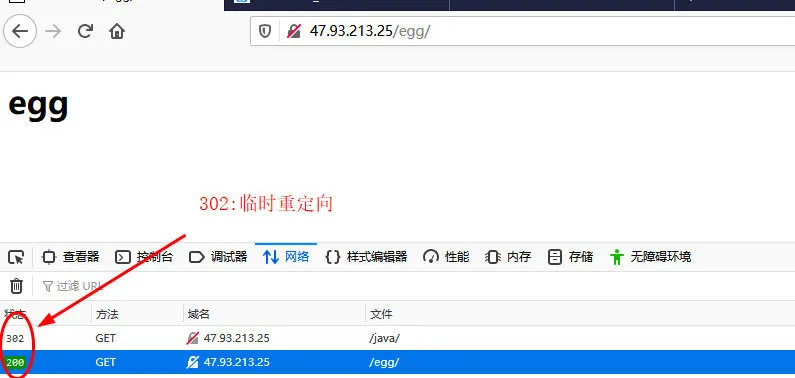 47.93.213.25/egg/
egg
302:临时重定向
查看器 控制台 调试器 网络 样式编辑器 性能 内存 存储 无障碍环境
过滤 URL
状态 方法 域名 文件
302 GET 47.93.213.25 /java/
200 GET 47.93.213.25 /egg/